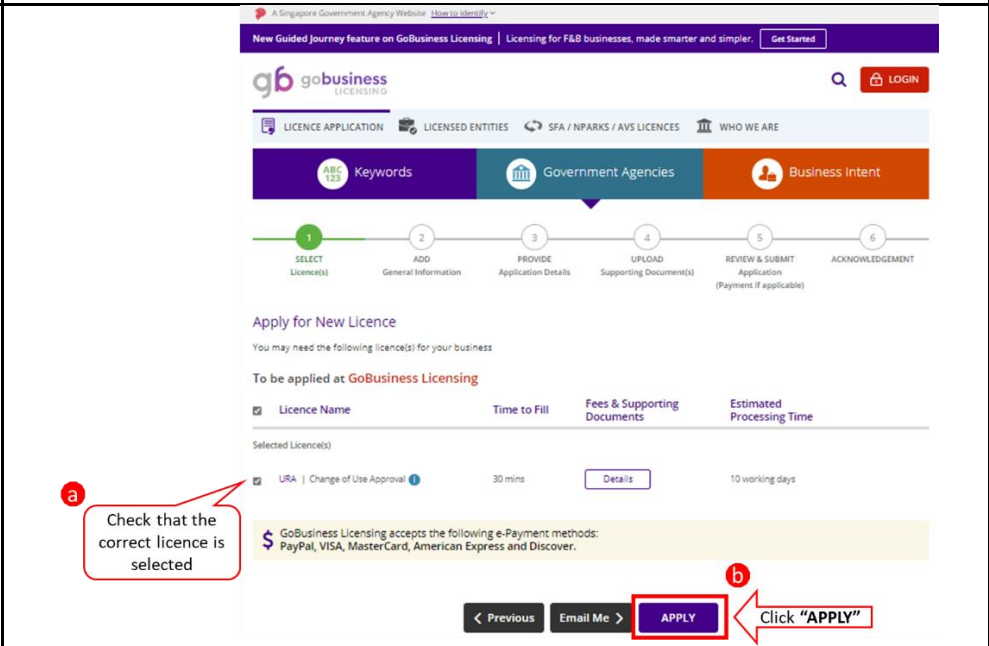 A Singapore Government Agency Website How to identify
New Guided Journey feature on GoBusiness Licensing | Licensing for F&B businesses, made smarter and simpler. Get Started
gb gobusiness
LICENSING
LOGIN
LICENCE APPLICATION LICENSED ENTITIES SFA / NPARKS / AVS LICENCES WHO WE ARE
ABC
123
Keywords Government Agencies Business Intent
1 2 3 4 5 6
SELECT ADD PROVIDE UPLOAD REVIEW & SUBMIT ACKNOWLEDGEMENT
Licence(s) General Information Application Details Supporting Document(s) Application
(Payment if applicable)
Apply for New Licence
You may need the following licence(s) for your business
To be applied at GoBusiness Licensing
Licence Name Time to Fill Fees & Supporting Documents Estimated Processing Time
Selected Licence(s)
URA | Change of Use Approval i 30 mins Details 10 working days
a
Check that the
correct licence is
selected
$ GoBusiness Licensing accepts the following e-Payment methods:
PayPal, VISA, MasterCard, American Express and Discover.
b
Previous Email Me APPLY
Click "APPLY"